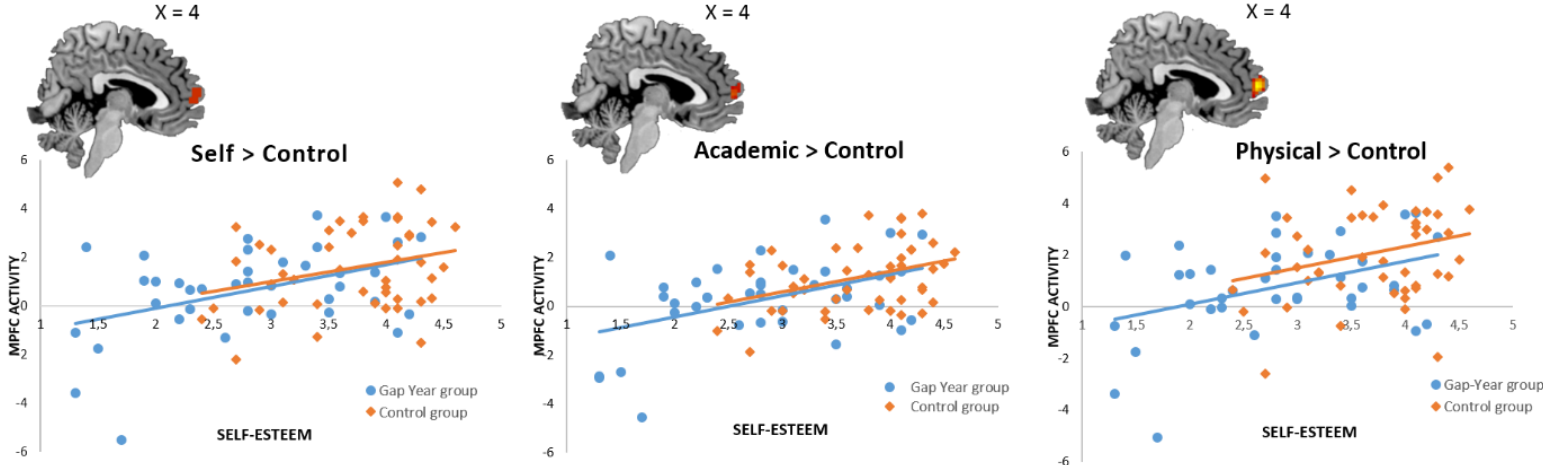 X = 4
Self > Control
6
4
2
0
-2
-4
-6
1
1,5
2
2,5
3
3,5
4
4,5
5
MPFC ACTIVITY
SELF-ESTEEM
Gap Year group
Control group
X = 4
Academic > Control
6
4
2
0
-2
-4
-6
1
1,5
2
2,5
3
3,5
4
4,5
5
MPFC ACTIVITY
SELF-ESTEEM
Gap Year group
Control group
X = 4
Physical > Control
6
4
2
0
-2
-4
-6
1
1,5
2
2,5
3
3,5
4
4,5
5
MPFC ACTIVITY
SELF-ESTEEM
Gap-Year group
Control group